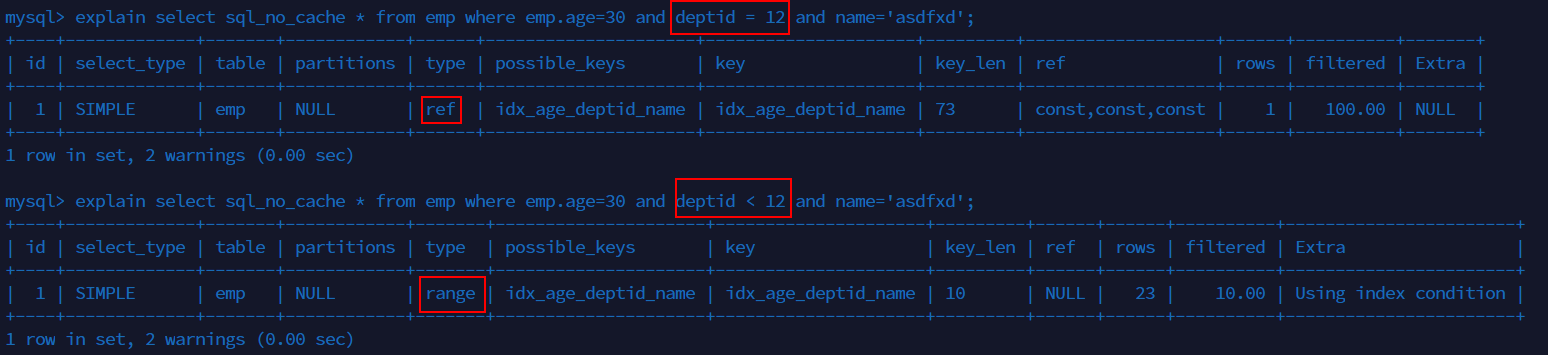 mysql> explain select sql_no_cache * from emp where emp.age=30 and deptid = 12 and name='asdfxd';
+----+-------------+-------+------------+------+---------------------+---------------------+---------+-------------------+------+----------+-------+
| id | select_type | table | partitions | type | possible_keys       | key                 | key_len | ref               | rows | filtered | Extra |
+----+-------------+-------+------------+------+---------------------+---------------------+---------+-------------------+------+----------+-------+
|  1 | SIMPLE      | emp   | NULL       | ref  | idx_age_deptid_name | idx_age_deptid_name | 73      | const,const,const |    1 |   100.00 | NULL  |
+----+-------------+-------+------------+------+---------------------+---------------------+---------+-------------------+------+----------+-------+
1 row in set, 2 warnings (0.00 sec)
mysql> explain select sql_no_cache * from emp where emp.age=30 and deptid < 12 and name='asdfxd';
+----+-------------+-------+------------+-------+---------------------+---------------------+---------+------+------+----------+-----------------------+
| id | select_type | table | partitions | type  | possible_keys       | key                 | key_len | ref  | rows | filtered | Extra                 |
+----+-------------+-------+------------+-------+---------------------+---------------------+---------+------+------+----------+-----------------------+
|  1 | SIMPLE      | emp   | NULL       | range | idx_age_deptid_name | idx_age_deptid_name | 10      | NULL |   23 |    10.00 | Using index condition |
+----+-------------+-------+------------+-------+---------------------+---------------------+---------+------+------+----------+-----------------------+
1 row in set, 2 warnings (0.00 sec)